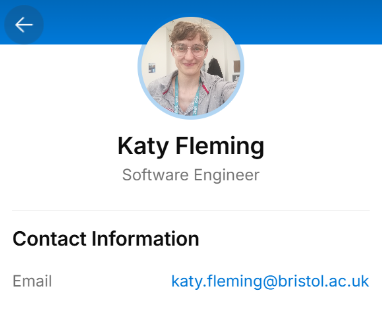 Katy Fleming
Software Engineer
Contact Information
Email katy.fleming@bristol.ac.uk